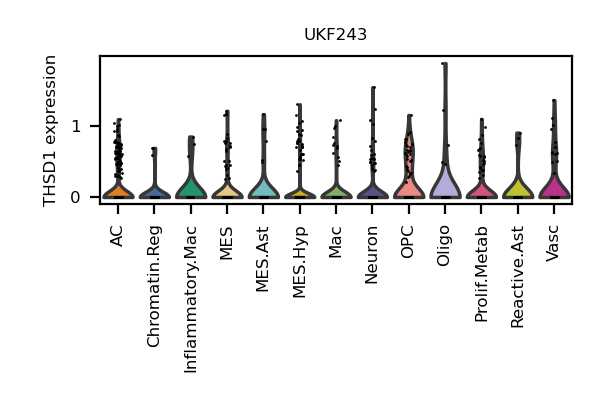 UKF243
THSD1 expression
1
0
AC
Chromatin.Reg
Inflammatory.Mac
MES
MES.Ast
MES.Hyp
Mac
Neuron
OPC
Oligo
Prolif.Metab
Reactive.Ast
Vasc